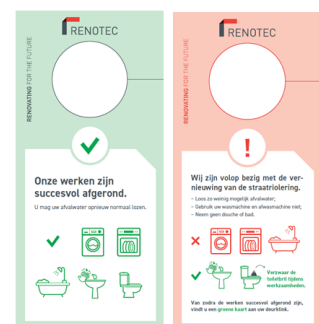 RENOTEC
RENOVATING FOR THE FUTURE
Onze werken zijn
succesvol afgerond.
U mag uw afvalwater opnieuw normaal lozen.
RENOTEC
RENOVATING FOR THE FUTURE
!
Wij zijn volop bezig met de ver-
nieuwing van de straatriolering.
– Loos zo weinig mogelijk afvalwater;
– Gebruik uw wasmachine en afwasmachine niet;
– Neem geen douche of bad.
Verzwaar de
toiletbril tijdens
werkzaamheden.
Van zodra de werken succesvol afgerond zijn,
vindt u een groene kaart aan uw deurklink.